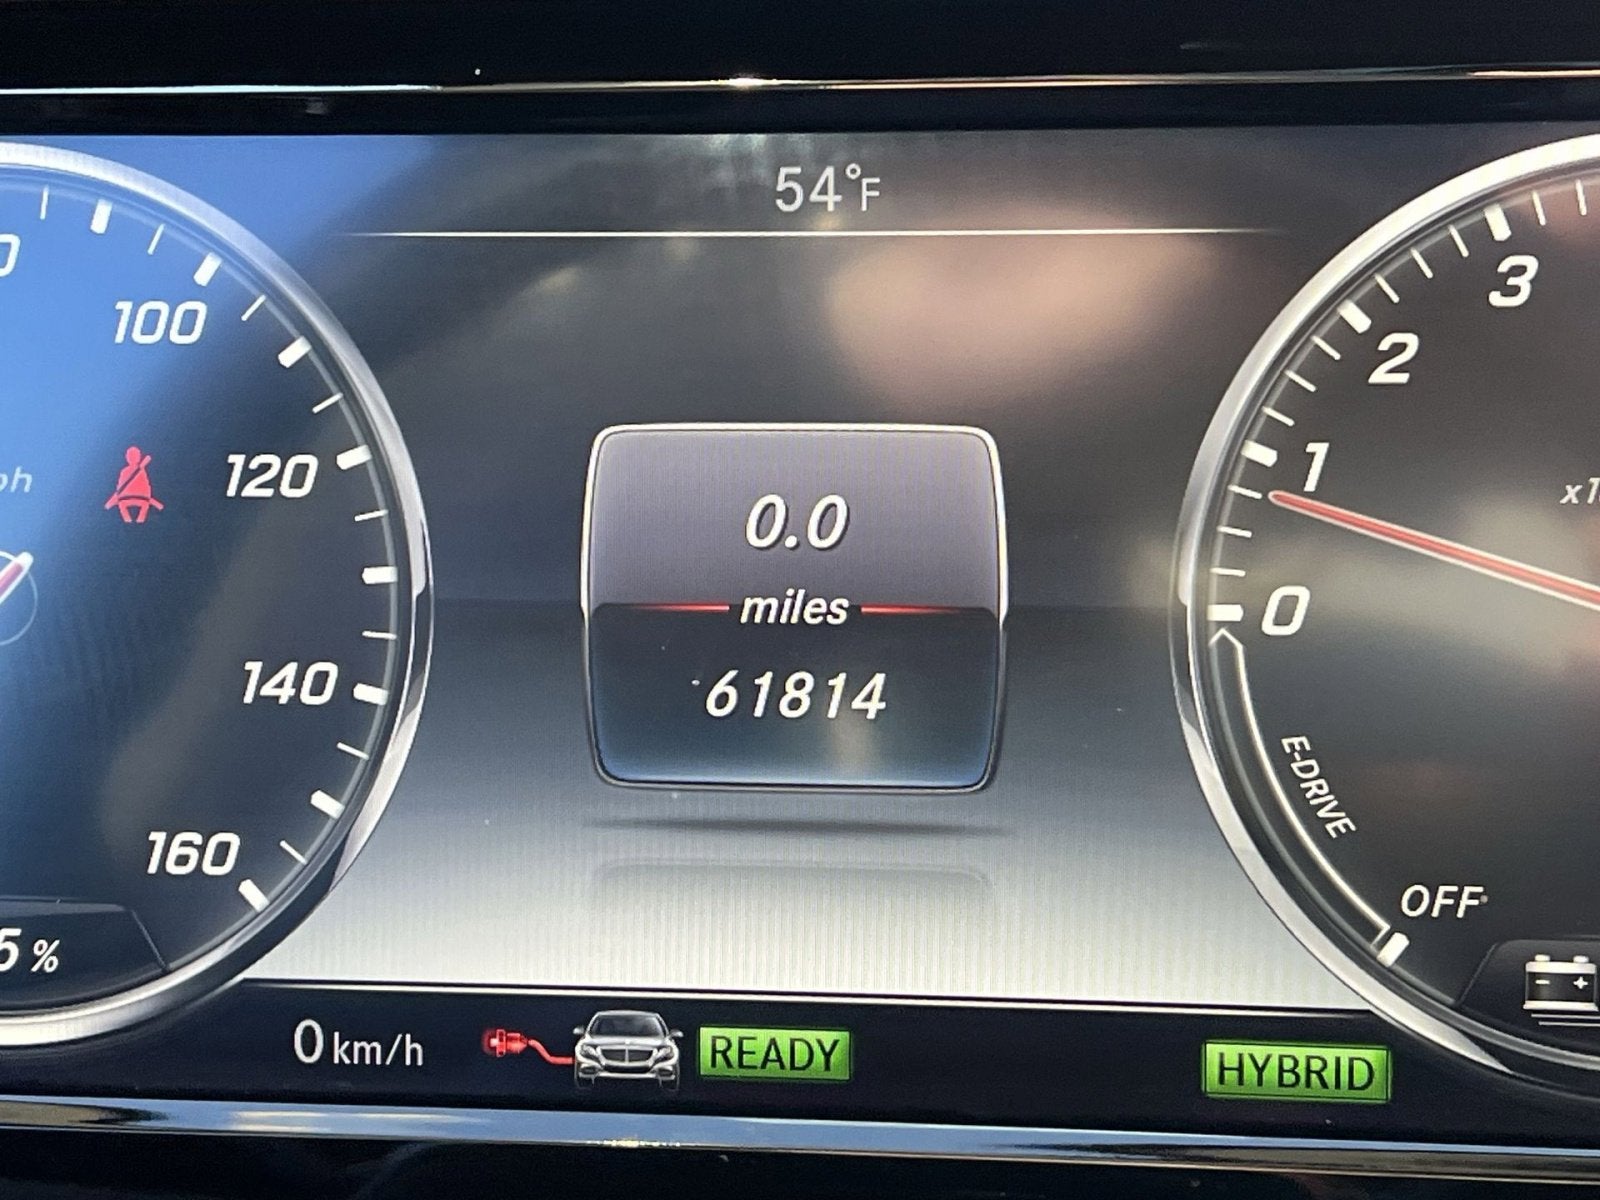 54°F
100
120
140
160
0.0
miles
61814
3
2
1
0
E-DRIVE
OFF
0 km/h
READY
HYBRID